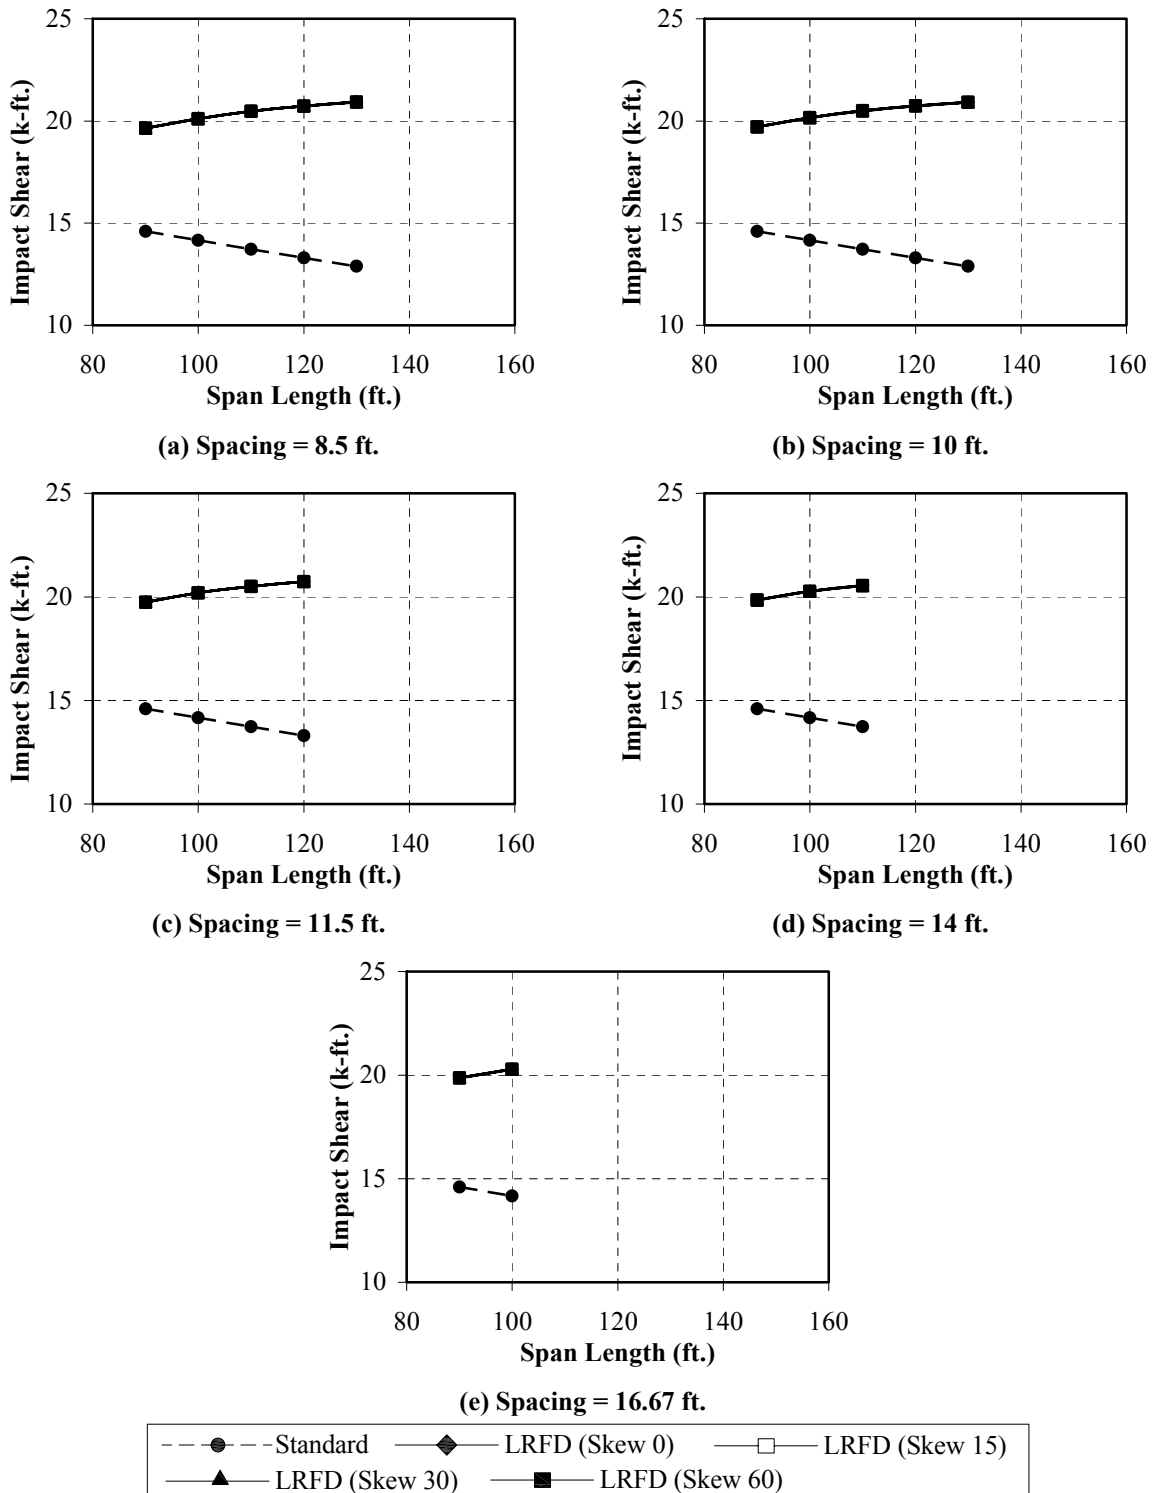 25
20
15
10
80 100 120 140 160
Impact Shear (k-ft.)
Span Length (ft.)
(a) Spacing = 8.5 ft.
25
20
15
10
80 100 120 140 160
Impact Shear (k-ft.)
Span Length (ft.)
(b) Spacing = 10 ft.
25
20
15
10
80 100 120 140 160
Impact Shear (k-ft.)
Span Length (ft.)
(c) Spacing = 11.5 ft.
25
20
15
10
80 100 120 140 160
Impact Shear (k-ft.)
Span Length (ft.)
(d) Spacing = 14 ft.
25
20
15
10
80 100 120 140 160
Impact Shear (k-ft.)
Span Length (ft.)
(e) Spacing = 16.67 ft.
Standard LRFD (Skew 0) LRFD (Skew 15)
LRFD (Skew 30) LRFD (Skew 60)